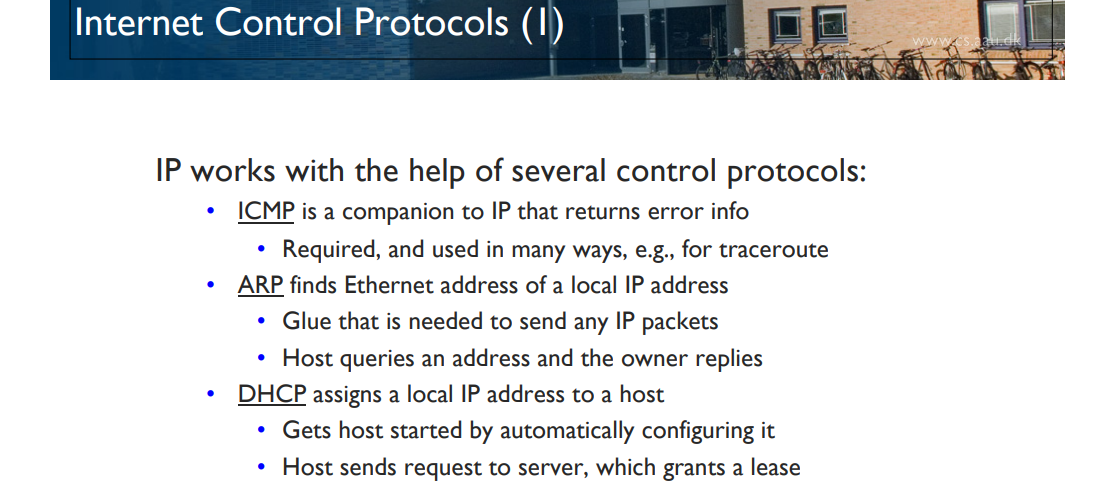 Internet Control Protocols (1)
www.cs.aau.dk
IP works with the help of several control protocols:
• ICMP is a companion to IP that returns error info
• Required, and used in many ways, e.g., for traceroute
• ARP finds Ethernet address of a local IP address
• Glue that is needed to send any IP packets
• Host queries an address and the owner replies
• DHCP assigns a local IP address to a host
• Gets host started by automatically configuring it
• Host sends request to server, which grants a lease